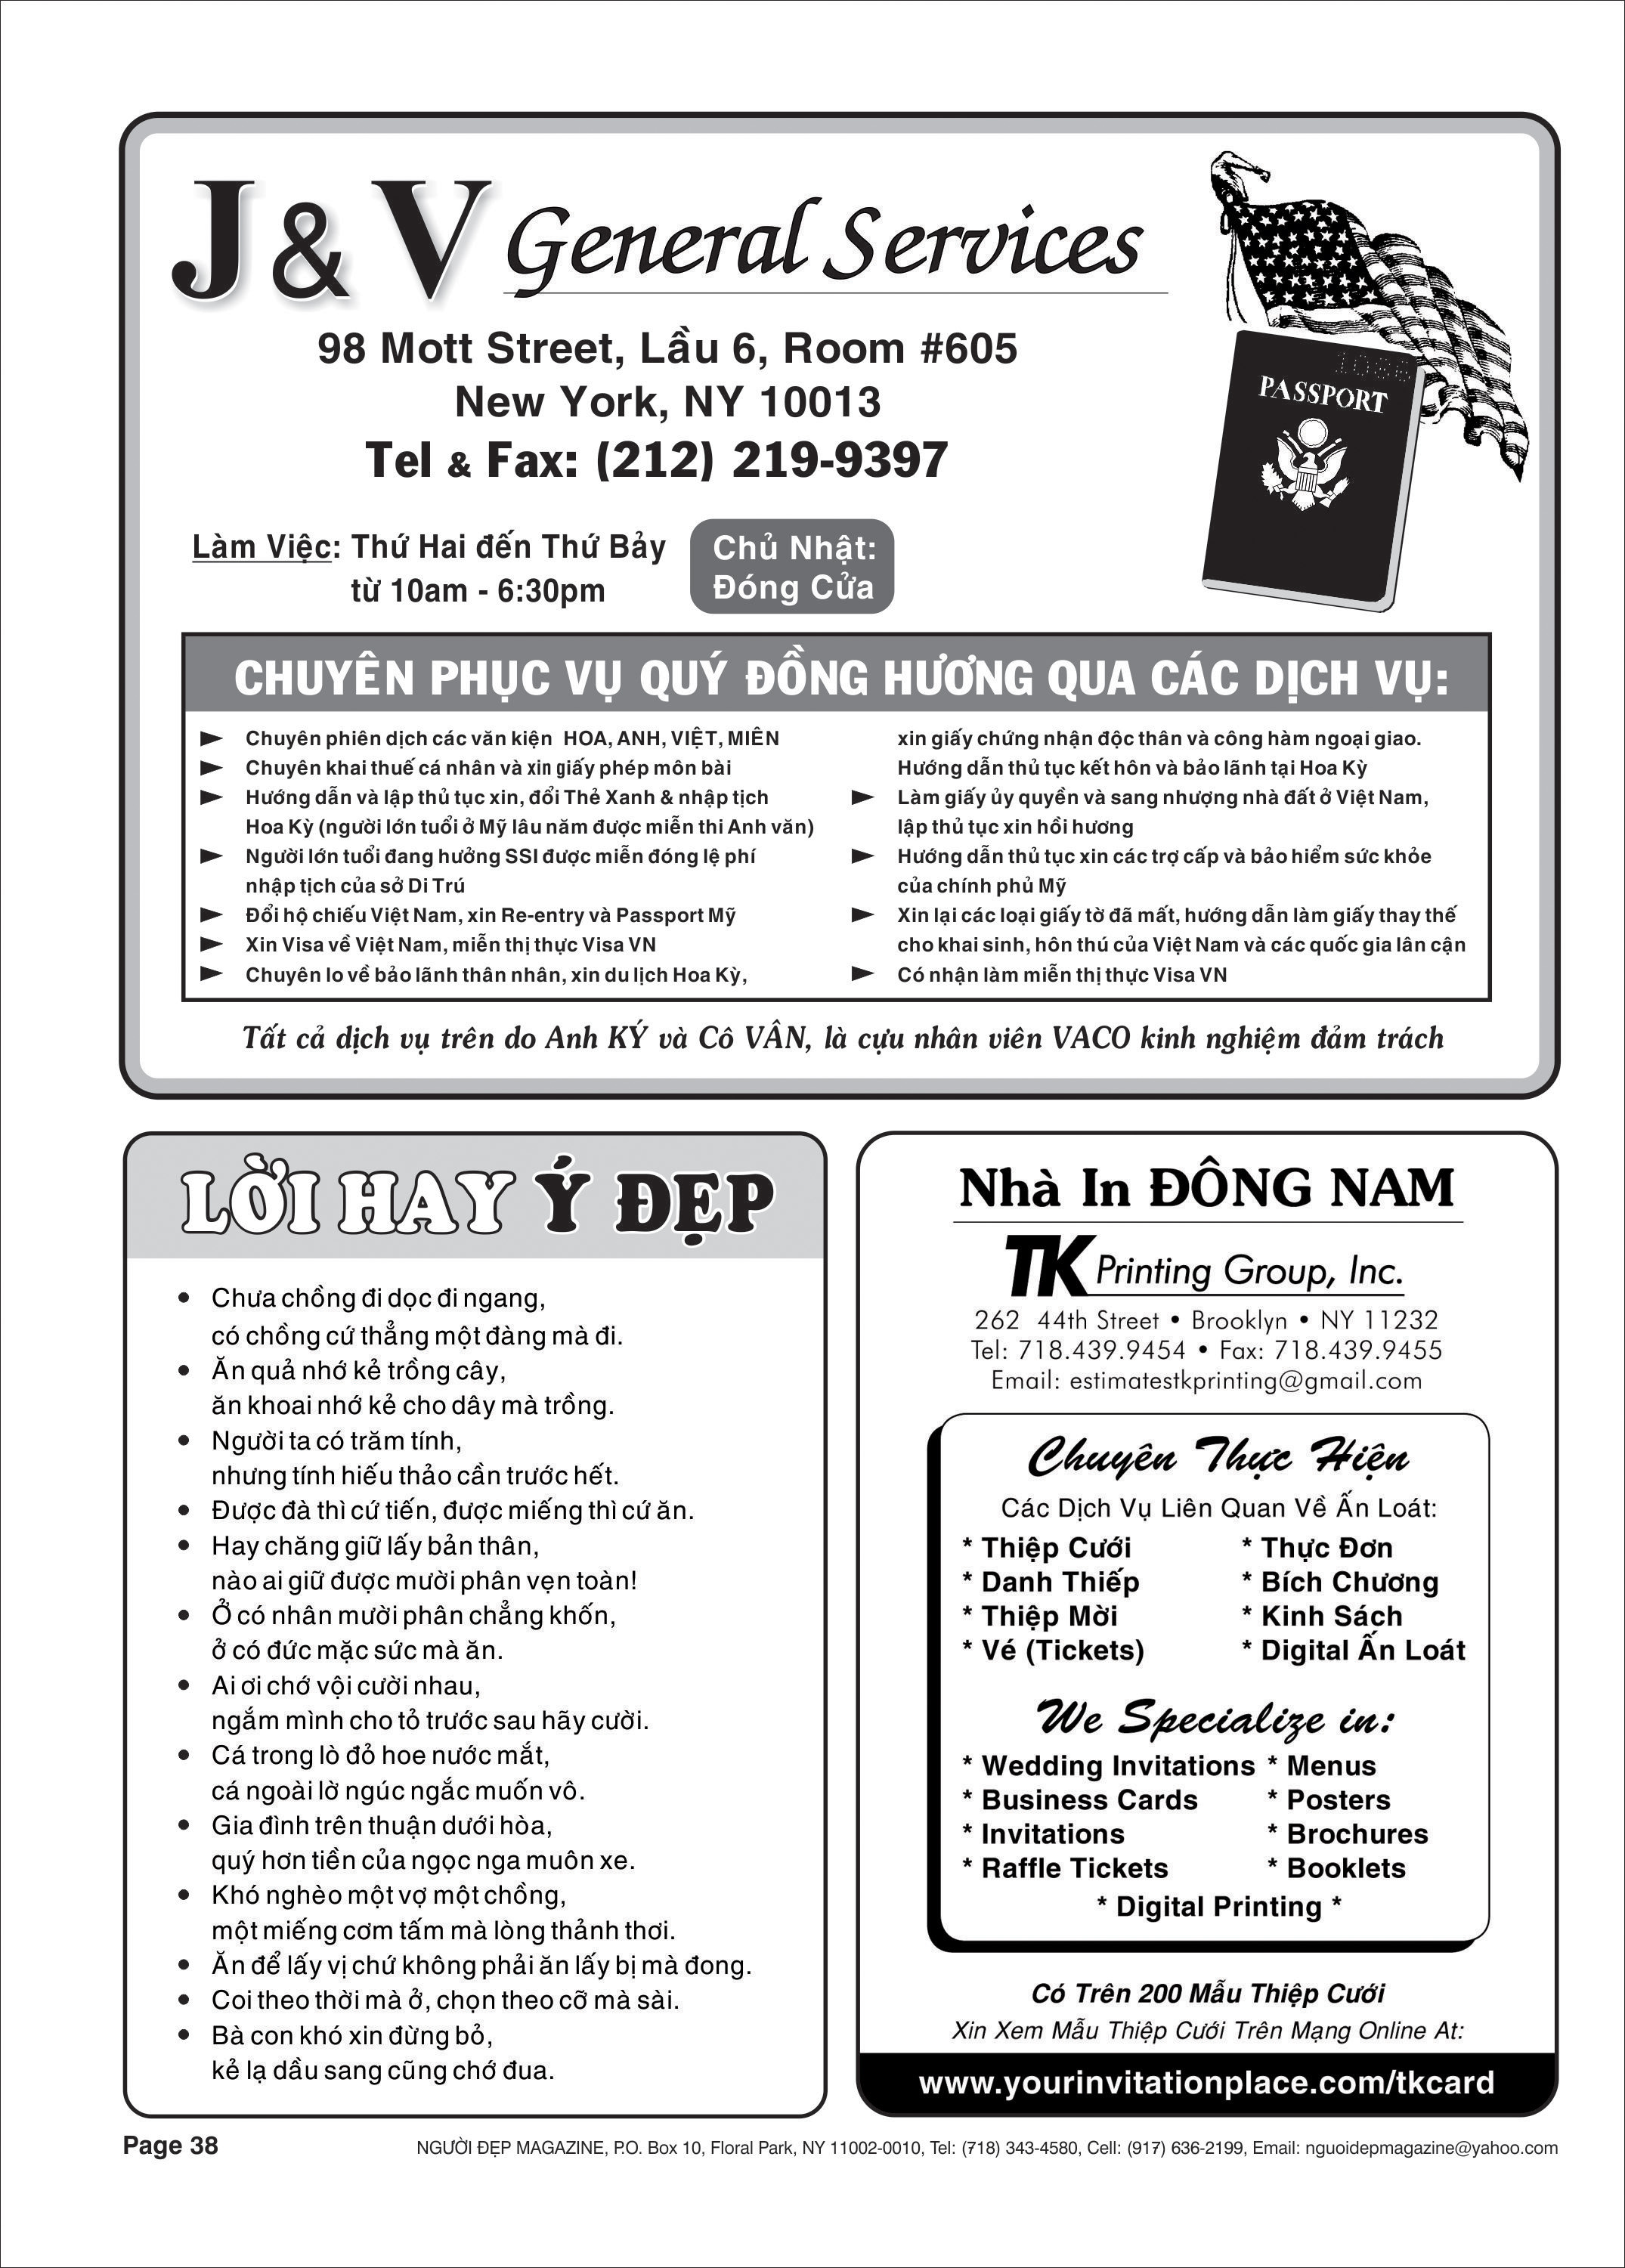 J & V General Services
98 Mott Street, Lầu 6, Room #605
New York, NY 10013
Tel & Fax: (212) 219-9397
PASSPORT
Làm Việc: Thứ Hai đến Thứ Bảy
từ 10am - 6:30pm
Chủ Nhật:
Đóng Cửa
CHUYÊN PHỤC VỤ QUÝ ĐỒNG HƯƠNG QUA CÁC DỊCH VỤ:
► Chuyên phiên dịch các văn kiện HOA, ANH, VIỆT, MIÊN
► Chuyên khai thuế cá nhân và xin giấy phép môn bài
► Hướng dẫn và lập thủ tục xin, đổi Thẻ Xanh & nhập tịch
Hoa Kỳ (người lớn tuổi ở Mỹ lâu năm được miễn thi Anh văn)
► Người lớn tuổi đang hưởng SSI được miễn đóng lệ phí
nhập tịch của sở Di Trú
► Đổi hộ chiếu Việt Nam, xin Re-entry và Passport Mỹ
► Xin Visa về Việt Nam, miễn thị thực Visa VN
► Chuyên lo về bảo lãnh thân nhân, xin du lịch Hoa Kỳ,
xin giấy chứng nhận độc thân và công hàm ngoại giao.
Hướng dẫn thủ tục kết hôn và bảo lãnh tại Hoa Kỳ
► Làm giấy ủy quyền và sang nhượng nhà đất ở Việt Nam,
lập thủ tục xin hồi hương
► Hướng dẫn thủ tục xin các trợ cấp và bảo hiểm sức khỏe
của chính phủ Mỹ
► Xin lại các loại giấy tờ đã mất, hướng dẫn làm giấy thay thế
cho khai sinh, hôn thú của Việt Nam và các quốc gia lân cận
► Có nhận làm miễn thị thực Visa VN
Tất cả dịch vụ trên do Anh KÝ và Cô VÂN, là cựu nhân viên VACO kinh nghiệm đảm trách
LỜI HAY Ý ĐẸP
• Chưa chồng đi dọc đi ngang,
có chồng cứ thẳng một đàng mà đi.
• Ăn quả nhớ kẻ trồng cây,
ăn khoai nhớ kẻ cho dây mà trồng.
• Người ta có trăm tính,
nhưng tính hiếu thảo cần trước hết.
• Được đà thì cứ tiến, được miếng thì cứ ăn.
• Hay chăng giữ lấy bản thân,
nào ai giữ được mười phân vẹn toàn!
• Ở có nhân mười phân chẳng khốn,
ở có đức mặc sức mà ăn.
• Ai ơi chớ vội cười nhau,
ngắm mình cho tỏ trước sau hãy cười.
• Cá trong lò đỏ hoe nước mắt,
cá ngoài lờ ngúc ngắc muốn vô.
• Gia đình trên thuận dưới hòa,
quý hơn tiền của ngọc nga muôn xe.
• Khó nghèo một vợ một chồng,
một miếng cơm tấm mà lòng thảnh thơi.
• Ăn để lấy vị chứ không phải ăn lấy bị mà đong.
• Coi theo thời mà ở, chọn theo cỡ mà sài.
• Bà con khó xin đừng bỏ,
kẻ lạ dầu sang cũng chớ đua.
Nhà In ĐÔNG NAM
TK Printing Group, Inc.
262 44th Street • Brooklyn • NY 11232
Tel: 718.439.9454 • Fax: 718.439.9455
Email: estimatestkprinting@gmail.com
Chuyên Thực Hiện
Các Dịch Vụ Liên Quan Về Ấn Loát:
* Thiệp Cưới * Thực Đơn
* Danh Thiếp * Bích Chương
* Thiệp Mời * Kinh Sách
* Vé (Tickets) * Digital Ấn Loát
We Specialize in:
* Wedding Invitations * Menus
* Business Cards * Posters
* Invitations * Brochures
* Raffle Tickets * Booklets
* Digital Printing *
Có Trên 200 Mẫu Thiệp Cưới
Xin Xem Mẫu Thiệp Cưới Trên Mạng Online At:
www.yourinvitationplace.com/tkcard
Page 38
NGƯỜI ĐẸP MAGAZINE, P.O. Box 10, Floral Park, NY 11002-0010, Tel: (718) 343-4580, Cell: (917) 636-2199, Email: nguoidepmagazine@yahoo.com